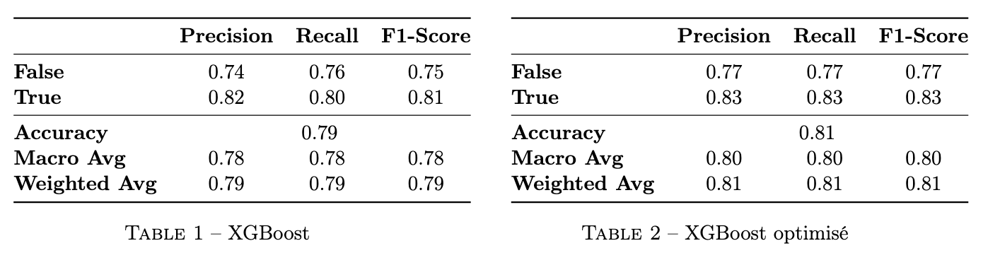 Precision Recall F1-Score
False 0.74 0.76 0.75
True 0.82 0.80 0.81
Accuracy 0.79
Macro Avg 0.78 0.78 0.78
Weighted Avg 0.79 0.79 0.79
TABLE 1 – XGBoost
Precision Recall F1-Score
False 0.77 0.77 0.77
True 0.83 0.83 0.83
Accuracy 0.81
Macro Avg 0.80 0.80 0.80
Weighted Avg 0.81 0.81 0.81
TABLE 2 – XGBoost optimisé